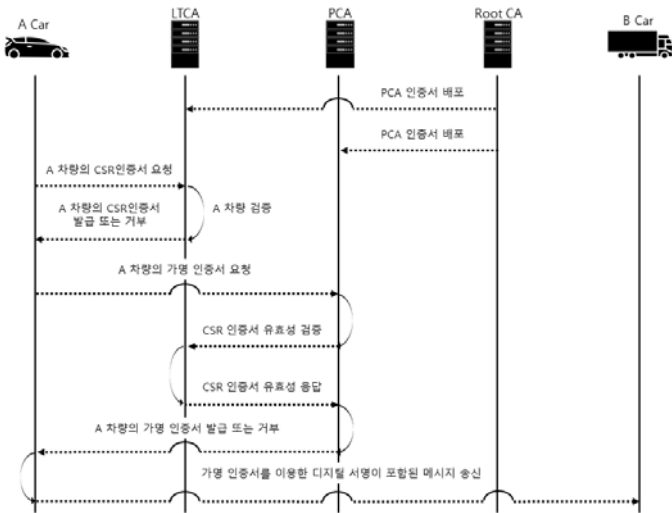 A Car
LTCA
PCA
Root CA
B Car
PCA 인증서 배포
PCA 인증서 배포
A 차량의 CSR인증서 요청
A 차량의 CSR인증서
발급 또는 거부
A 차량 검증
A 차량의 가명 인증서 요청
CSR 인증서 유효성 검증
CSR 인증서 유효성 응답
A 차량의 가명 인증서 발급 또는 거부
가명 인증서를 이용한 디지털 서명이 포함된 메시지 송신